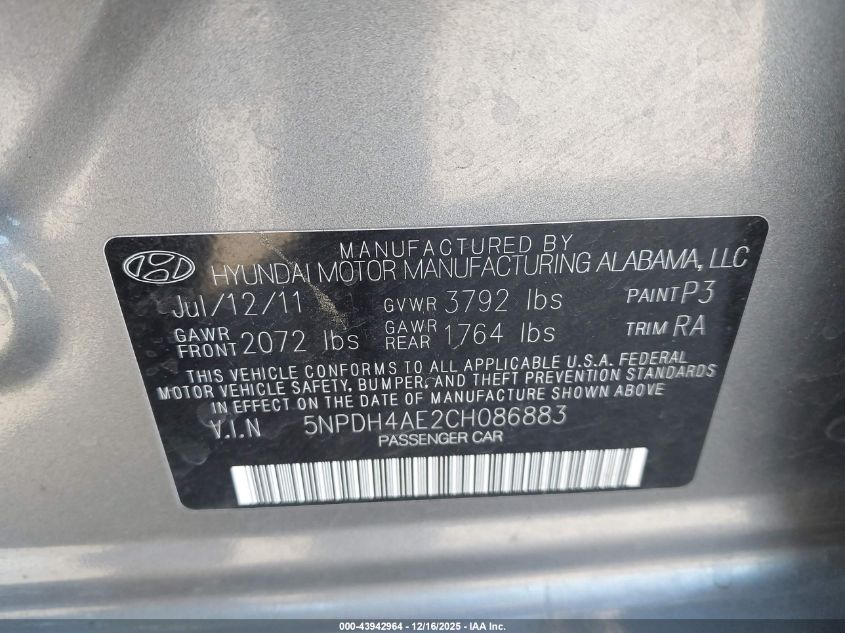 MANUFACTURED BY
HYUNDAI MOTOR MANUFACTURING ALABAMA, LLC
Jul/12/11 GVWR 3792 lbs PAINT P3
GAWR FRONT 2072 lbs GAWR REAR 1764 lbs TRIM RA
THIS VEHICLE CONFORMS TO ALL APPLICABLE U.S.A. FEDERAL
MOTOR VEHICLE SAFETY, BUMPER, AND THEFT PREVENTION STANDARDS
IN EFFECT ON THE DATE OF MANUFACTURE SHOWN ABOVE
V.I.N 5NPDH4AE2CH086883
PASSENGER CAR
000-43942964 - 12/16/2025 - IAA Inc.